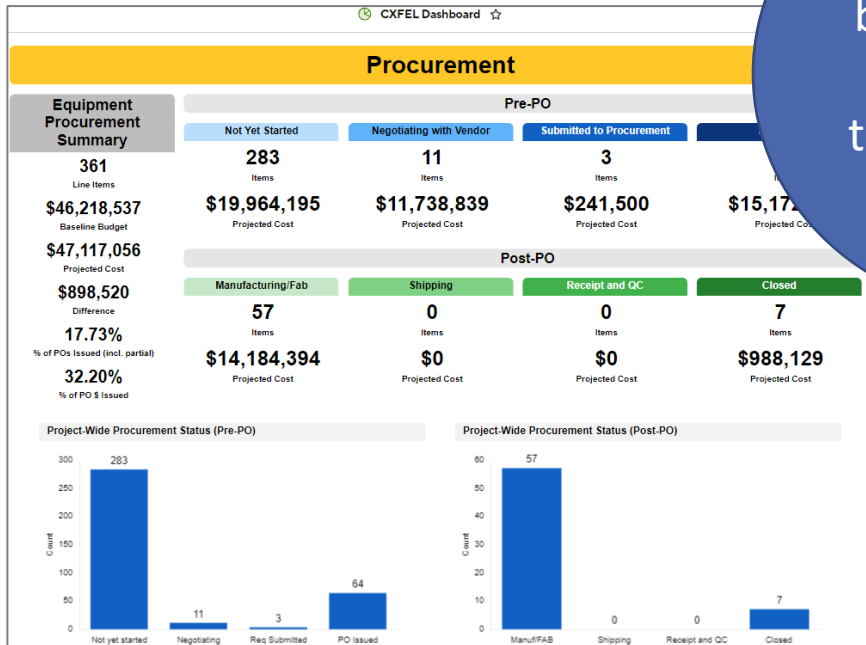 CXFEL Dashboard
Procurement
Equipment
Procurement
Summary
361
Line Items
$46,218,537
Baseline Budget
$47,117,056
Projected Cost
$898,520
Difference
17.73%
% of POs Issued (incl. partial)
32.20%
% of PO $ Issued
Pre-PO
Not Yet Started
Negotiating with Vendor
Submitted to Procurement
283
11
3
Items
Items
Items
$19,964,195
$11,738,839
$241,500
Projected Cost
Projected Cost
Projected Cost
Projected
Post-PO
Manufacturing/Fab
Shipping
Receipt and QC
Closed
57
0
0
7
Items
Items
Items
Items
$14,184,394
$0
$0
$988,129
Projected Cost
Projected Cost
Projected Cost
Projected Cost
Project-Wide Procurement Status (Pre-PO)
300
250
200
150
100
50
0
Count
283
11
3
64
Not yet started
Negotiating
Req Submitted
PO Issued
Project-Wide Procurement Status (Post-PO)
60
50
40
30
20
10
0
Count
57
0
0
7
Manuf/FAB
Shipping
Receipt and QC
Closed